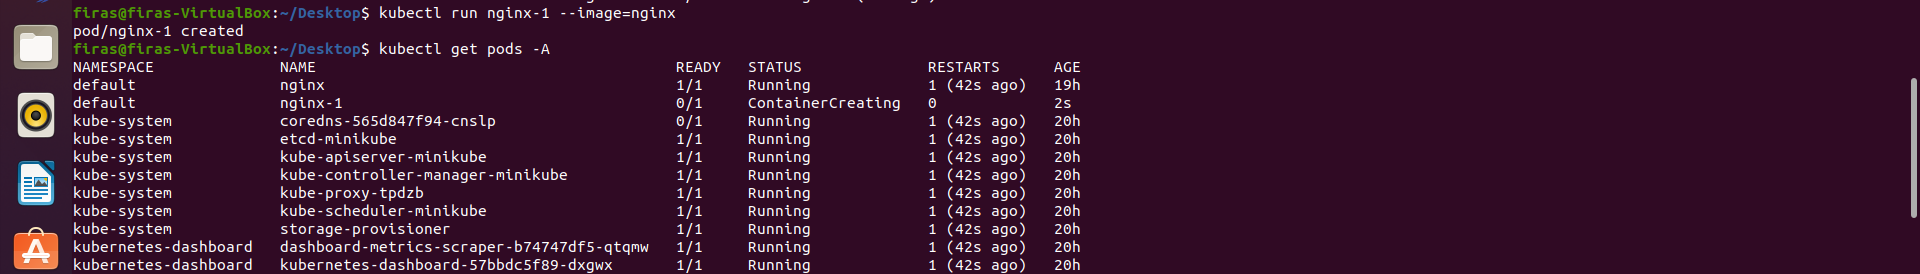 firas@firas-VirtualBox:~/Desktop$ kubectl run nginx-1 --image=nginx
pod/nginx-1 created
firas@firas-VirtualBox:~/Desktop$ kubectl get pods -A
NAMESPACE NAME READY STATUS RESTARTS AGE
default nginx 1/1 Running 1 (42s ago) 19h
default nginx-1 0/1 ContainerCreating 0 2s
kube-system coredns-565d847f94-cnslp 0/1 Running 1 (42s ago) 20h
kube-system etcd-minikube 1/1 Running 1 (42s ago) 20h
kube-system kube-apiserver-minikube 1/1 Running 1 (42s ago) 20h
kube-system kube-controller-manager-minikube 1/1 Running 1 (42s ago) 20h
kube-system kube-proxy-tpdzb 1/1 Running 1 (42s ago) 20h
kube-system kube-scheduler-minikube 1/1 Running 1 (42s ago) 20h
kube-system storage-provisioner 1/1 Running 1 (42s ago) 20h
kubernetes-dashboard dashboard-metrics-scraper-b74747df5-qtqmw 1/1 Running 1 (42s ago) 20h
kubernetes-dashboard kubernetes-dashboard-57bbdc5f89-dxgwx 1/1 Running 1 (42s ago) 20h